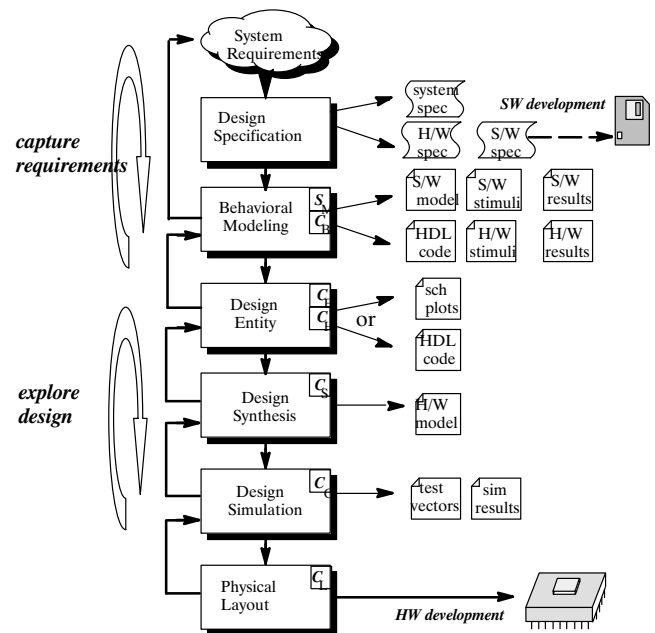 System
Requirements
Design
Specification
system
spec
H/W
spec
S/W
spec
SW development
capture
requirements
Behavioral
Modeling
S M
C B
S/W
model
S/W
stimuli
S/W
results
HDL
code
H/W
stimuli
H/W
results
Design
Entity
C
C
or
sch
plots
HDL
code
explore
design
Design
Synthesis
C S
H/W
model
Design
Simulation
C
test
vectors
sim
results
Physical
Layout
C L
HW development